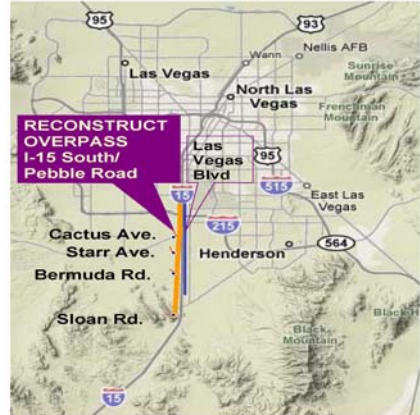 95
93
Wann
Nellis AFB
Las Vegas
Sunrise
Mountain
North Las
Vegas
Frenchman
Mountain
RECONSTRUCT
OVERPASS
I-15 South/
Pebble Road
Las
Vegas
Blvd
95
15
515
East Las
Vegas
215
Cactus Ave.
Starr Ave.
Henderson
564
Bermuda Rd.
Sloan Rd.
Black
Mountain
Black H
15